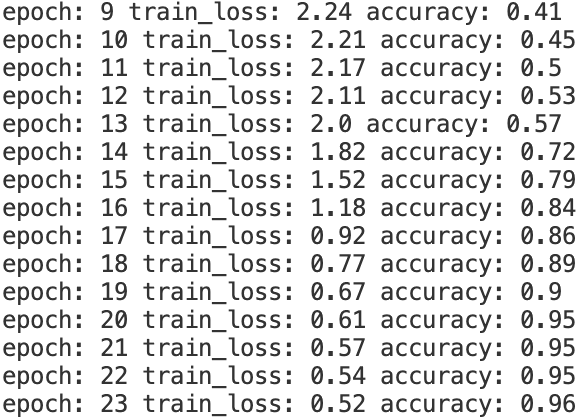 epoch: 9 train_loss: 2.24 accuracy: 0.41
epoch: 10 train_loss: 2.21 accuracy: 0.45
epoch: 11 train_loss: 2.17 accuracy: 0.5
epoch: 12 train_loss: 2.11 accuracy: 0.53
epoch: 13 train_loss: 2.0 accuracy: 0.57
epoch: 14 train_loss: 1.82 accuracy: 0.72
epoch: 15 train_loss: 1.52 accuracy: 0.79
epoch: 16 train_loss: 1.18 accuracy: 0.84
epoch: 17 train_loss: 0.92 accuracy: 0.86
epoch: 18 train_loss: 0.77 accuracy: 0.89
epoch: 19 train_loss: 0.67 accuracy: 0.9
epoch: 20 train_loss: 0.61 accuracy: 0.95
epoch: 21 train_loss: 0.57 accuracy: 0.95
epoch: 22 train_loss: 0.54 accuracy: 0.95
epoch: 23 train_loss: 0.52 accuracy: 0.96